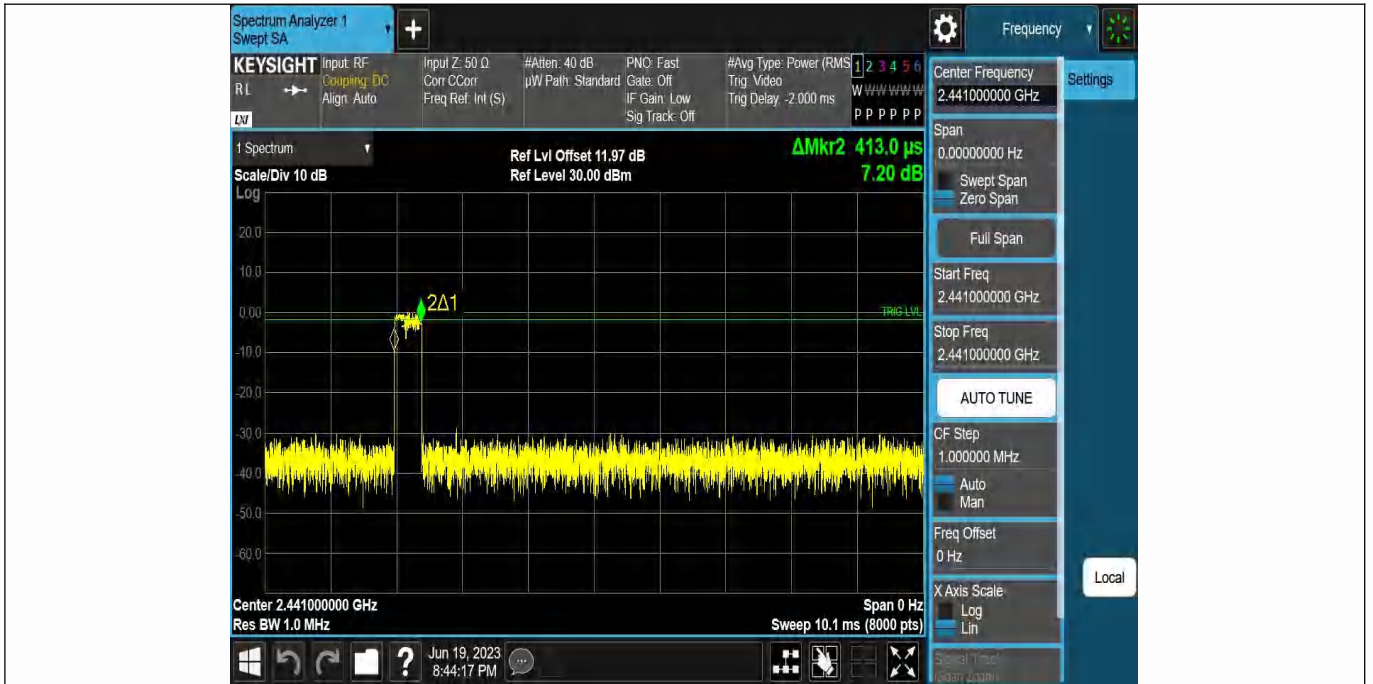 Spectrum Analyzer 1
Swept SA
+
Frequency
KEYSIGHT
RL
LXI
Input: RF
Coupling: DC
Align: Auto
Input Z: 50 Ω
Corr CCorr
Freq Ref: Int (S)
#Atten: 40 dB
µW Path: Standard
PNO: Fast
Gate: Off
IF Gain: Low
Sig Track: Off
#Avg Type: Power (RMS
Trig: Video
Trig Delay: -2.000 ms
1 2 3 4 5 6
W W W W W W
P P P P P P
1 Spectrum
Scale/Div 10 dB
Ref Lvl Offset 11.97 dB
Ref Level 30.00 dBm
ΔMkr2 413.0 µs
7.20 dB
Log
20.0
10.0
0.00
-10.0
-20.0
-30.0
-40.0
-50.0
-60.0
2Δ1
TRIG LVL
Center 2.441000000 GHz
Res BW 1.0 MHz
Span 0 Hz
Sweep 10.1 ms (8000 pts)
?
Jun 19, 2023
8:44:17 PM
Center Frequency
2.441000000 GHz
Settings
Span
0.00000000 Hz
Swept Span
Zero Span
Full Span
Start Freq
2.441000000 GHz
Stop Freq
2.441000000 GHz
AUTO TUNE
CF Step
1.000000 MHz
Auto
Man
Freq Offset
0 Hz
X Axis Scale
Log
Lin
Local
Signal Track
(Span Zoom)